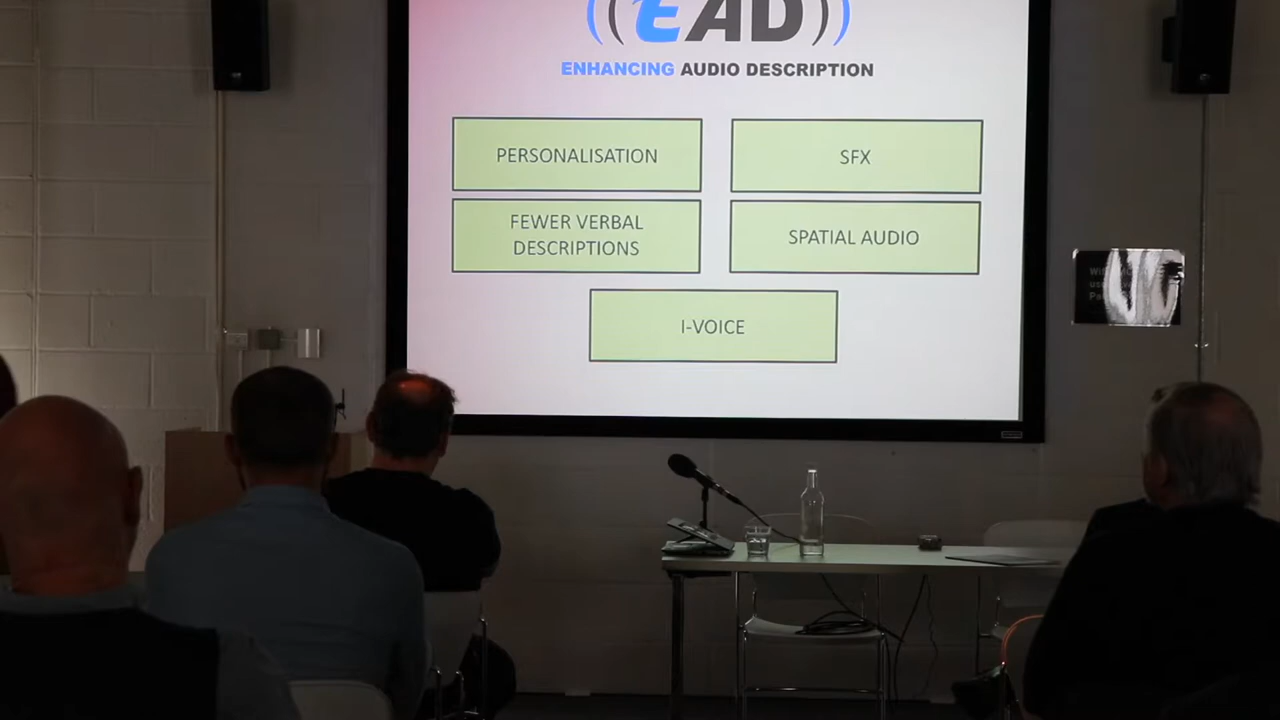 EAD
ENHANCING AUDIO DESCRIPTION
PERSONALISATION
SFX
FEWER VERBAL
DESCRIPTIONS
SPATIAL AUDIO
I-VOICE